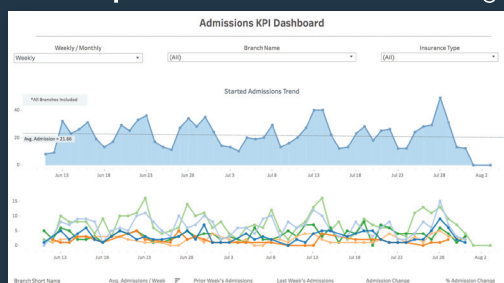 Admissions KPI Dashboard
Weekly / Monthly
Branch Name
Insurance Type
Weekly
(All)
(All)
Started Admissions Trend
*All Branches Included
40
Avg. Admission = 21.86
20
0
Jun 13 Jun 18 Jun 23 Jun 28 Jul 3 Jul 8 Jul 13 Jul 18 Jul 23 Jul 28 Aug 2
15
10
5
0
Jun 13 Jun 18 Jun 23 Jun 28 Jul 3 Jul 8 Jul 13 Jul 18 Jul 23 Jul 28 Aug 2
Branch Short Name Avg. Admissions / Week Prior Week's Admissions Last Week's Admissions Admission Change % Admission Change